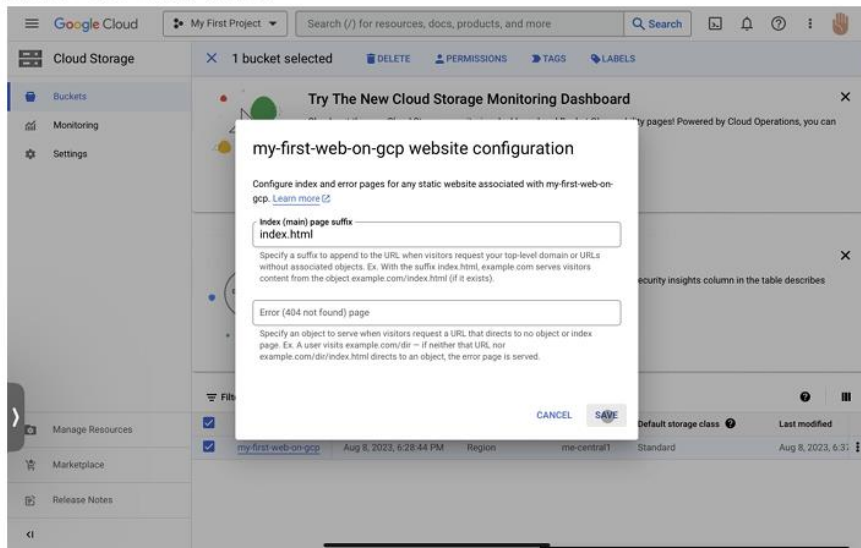 Google Cloud
My First Project
Search (/) for resources, docs, products, and more
Search
Cloud Storage
1 bucket selected
DELETE
PERMISSIONS
TAGS
LABELS
Buckets
Monitoring
Settings
Try The New Cloud Storage Monitoring Dashboard
ty pages! Powered by Cloud Operations, you can
my-first-web-on-gcp website configuration
Configure index and error pages for any static website associated with my-first-web-on-
gcp. Learn more
Index (main) page suffix
index.html
Specify a suffix to append to the URL when visitors request your top-level domain or URLs
without associated objects. Ex. With the suffix index.html, example.com serves visitors
content from the object example.com/index.html (if it exists).
ecurity insights column in the table describes
Error (404 not found) page
Specify an object to serve when visitors request a URL that directs to no object or index
page. Ex. A user visits example.com/dir — if neither that URL nor
example.com/dir/index.html directs to an object, the error page is served.
Filt
CANCEL
SAVE
Default storage class
Last modified
my-first-web-on-gcp Aug 8, 2023, 6:28:44 PM Region me-central1 Standard Aug 8, 2023, 6:37
Manage Resources
Marketplace
Release Notes